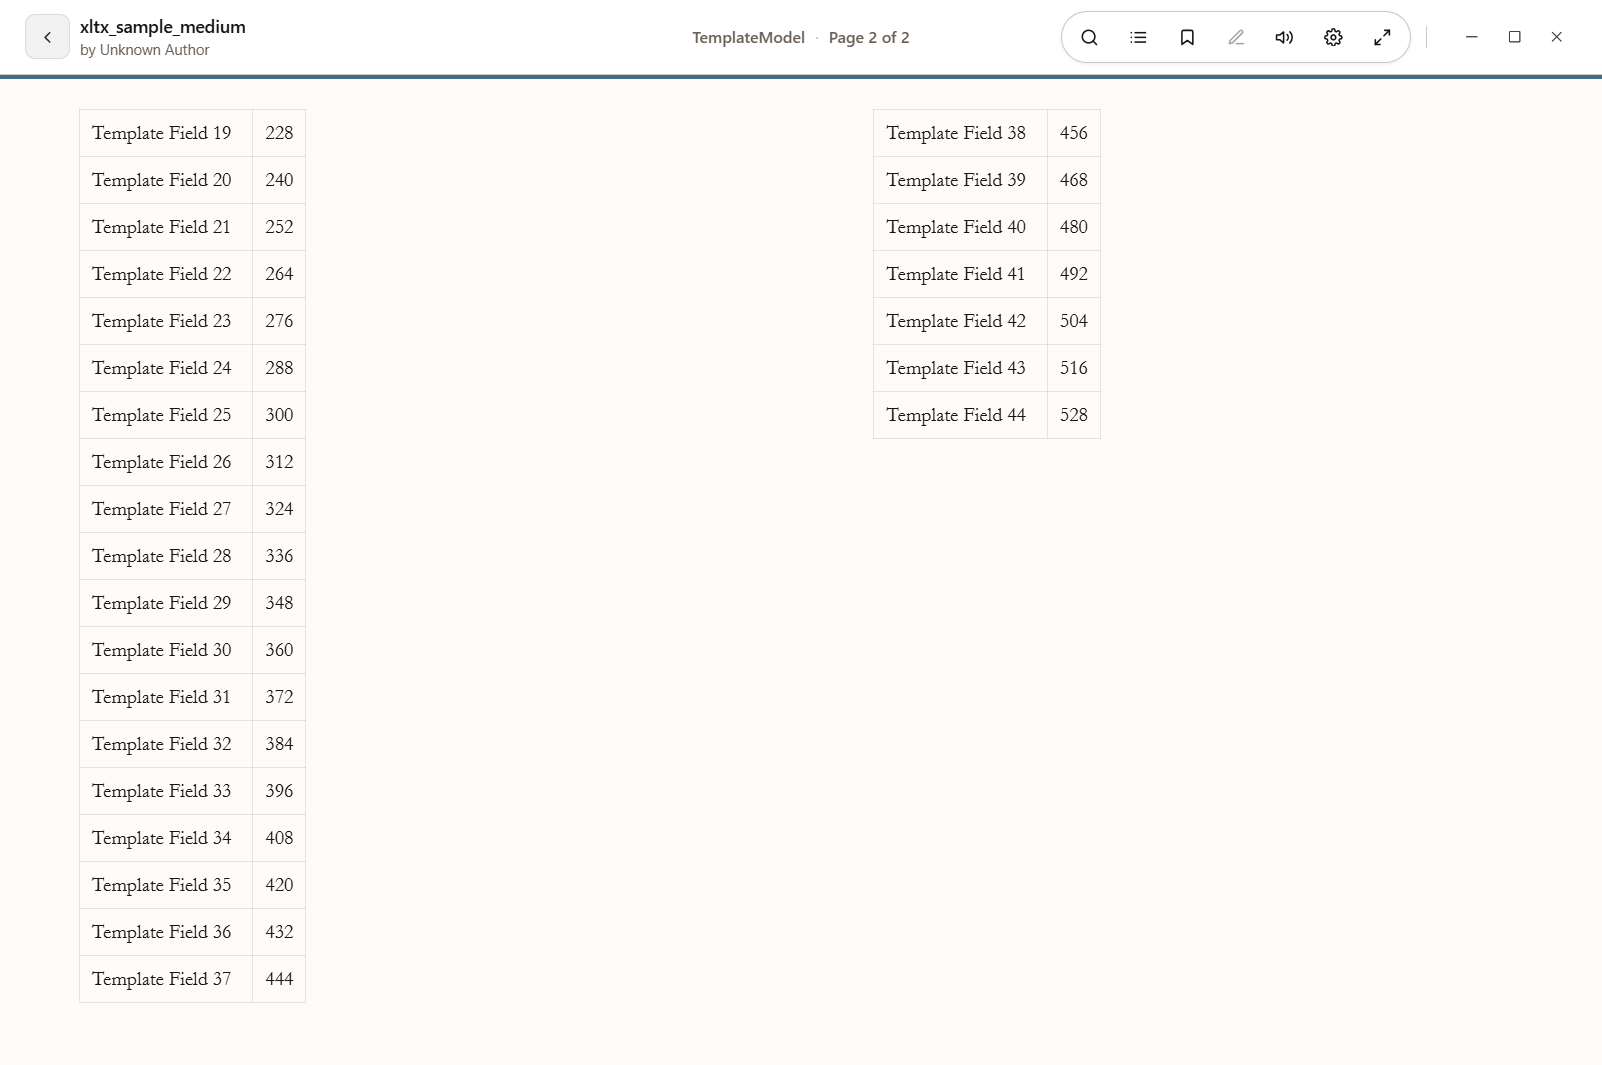 xltx_sample_medium
by Unknown Author
TemplateModel · Page 2 of 2
Template Field 19 228
Template Field 20 240
Template Field 21 252
Template Field 22 264
Template Field 23 276
Template Field 24 288
Template Field 25 300
Template Field 26 312
Template Field 27 324
Template Field 28 336
Template Field 29 348
Template Field 30 360
Template Field 31 372
Template Field 32 384
Template Field 33 396
Template Field 34 408
Template Field 35 420
Template Field 36 432
Template Field 37 444
Template Field 38 456
Template Field 39 468
Template Field 40 480
Template Field 41 492
Template Field 42 504
Template Field 43 516
Template Field 44 528